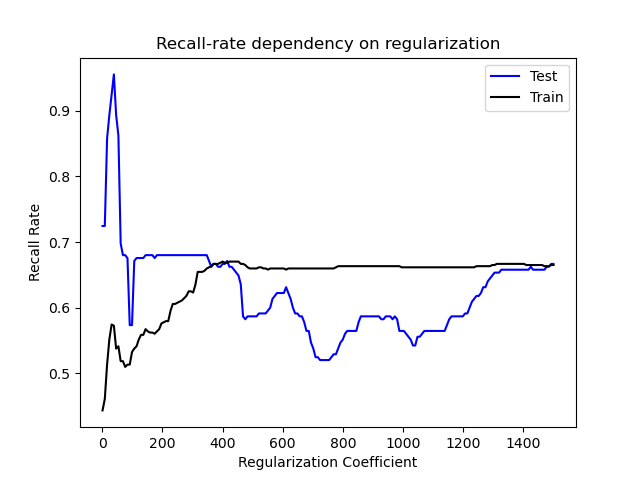 Recall-rate dependency on regularization
Test
Train
Recall Rate
0.9
0.8
0.7
0.6
0.5
0 200 400 600 800 1000 1200 1400
Regularization Coefficient